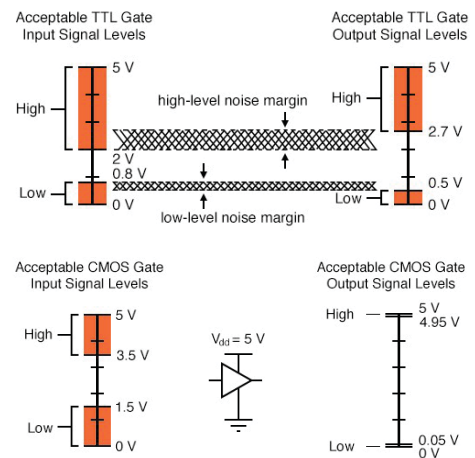 Acceptable TTL Gate
Input Signal Levels
Acceptable TTL Gate
Output Signal Levels
5 V
High
2 V
0.8 V
Low
0 V
high-level noise margin
low-level noise margin
5 V
High
2.7 V
0.5 V
Low
0 V
Acceptable CMOS Gate
Input Signal Levels
Acceptable CMOS Gate
Output Signal Levels
5 V
High
3.5 V
1.5 V
Low
0 V
Vdd = 5 V
High
5 V
4.95 V
Low
0.05 V
0 V